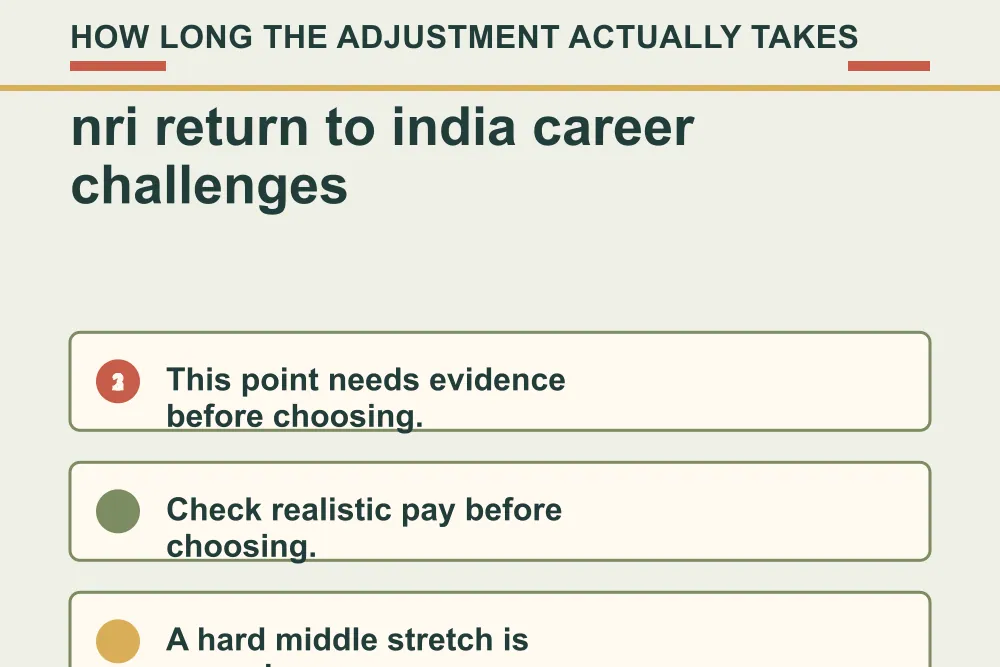 HOW LONG THE ADJUSTMENT ACTUALLY TAKES
nri return to india career
challenges
This point needs evidence
before choosing.
Check realistic pay before
choosing.
A hard middle stretch is